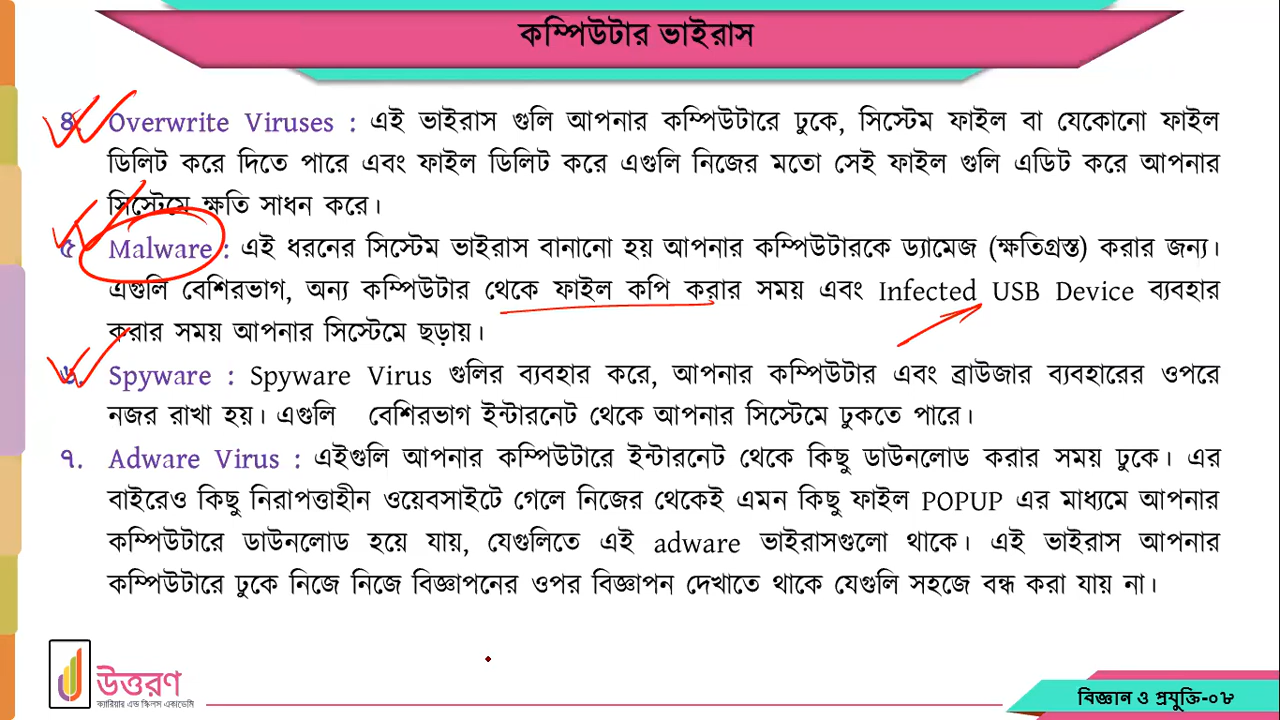 কম্পিউটার ভাইরাস
৪. Overwrite Viruses : এই ভাইরাস গুলি আপনার কম্পিউটারে ঢুকে, সিস্টেম ফাইল বা যেকোনো ফাইল
ডিলিট করে দিতে পারে এবং ফাইল ডিলিট করে এগুলি নিজের মতো সেই ফাইল গুলি এডিট করে আপনার
সিস্টেমে ক্ষতি সাধন করে।
৫. Malware : এই ধরনের সিস্টেম ভাইরাস বানানো হয় আপনার কম্পিউটারকে ড্যামেজ (ক্ষতিগ্রস্ত) করার জন্য।
এগুলি বেশিরভাগ, অন্য কম্পিউটার থেকে ফাইল কপি করার সময় এবং Infected USB Device ব্যবহার
করার সময় আপনার সিস্টেমে ছড়ায়।
৬. Spyware : Spyware Virus গুলির ব্যবহার করে, আপনার কম্পিউটার এবং ব্রাউজার ব্যবহারের ওপরে
নজর রাখা হয়। এগুলি বেশিরভাগ ইন্টারনেট থেকে আপনার সিস্টেমে ঢুকতে পারে।
৭. Adware Virus : এইগুলি আপনার কম্পিউটারে ইন্টারনেট থেকে কিছু ডাউনলোড করার সময় ঢুকে। এর
বাইরেও কিছু নিরাপত্তাহীন ওয়েবসাইটে গেলে নিজের থেকেই এমন কিছু ফাইল POPUP এর মাধ্যমে আপনার
কম্পিউটারে ডাউনলোড হয়ে যায়, যেগুলিতে এই adware ভাইরাসগুলো থাকে। এই ভাইরাস আপনার
কম্পিউটারে ঢুকে নিজে নিজে বিজ্ঞাপনের ওপর বিজ্ঞাপন দেখাতে থাকে যেগুলি সহজে বন্ধ করা যায় না।
উত্তরণ
ক্যারিয়ার এন্ড স্কিলস একাডেমি
বিজ্ঞান ও প্রযুক্তি-০৮